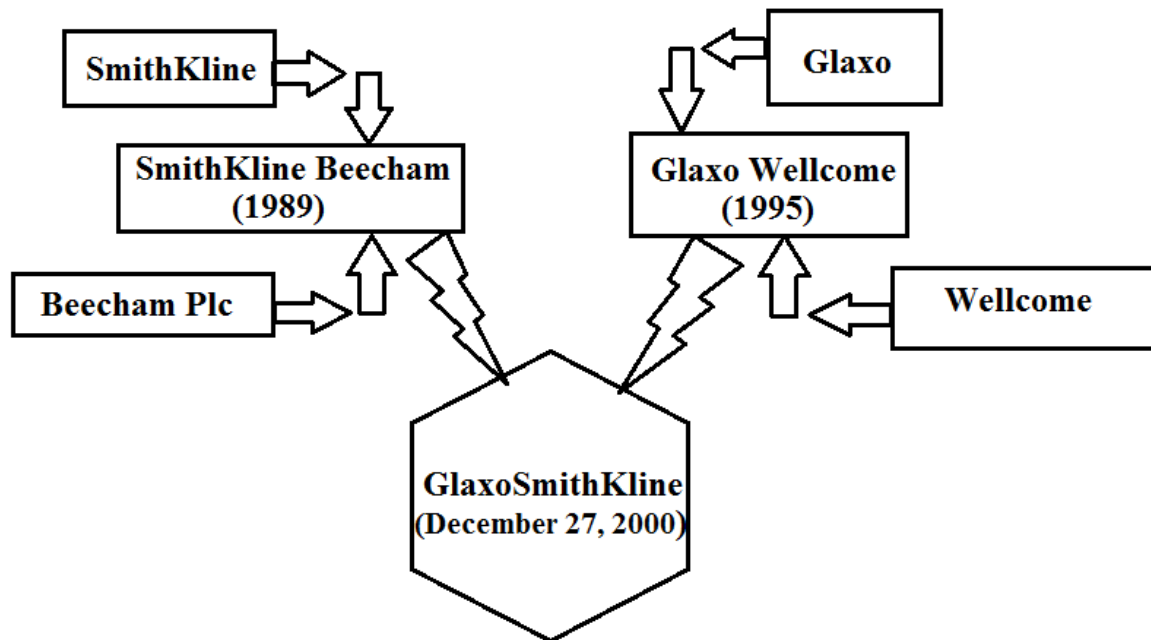 SmithKline
Glaxo
SmithKline Beecham
(1989)
Glaxo Wellcome
(1995)
Beecham Plc
Wellcome
GlaxoSmithKline
(December 27, 2000)